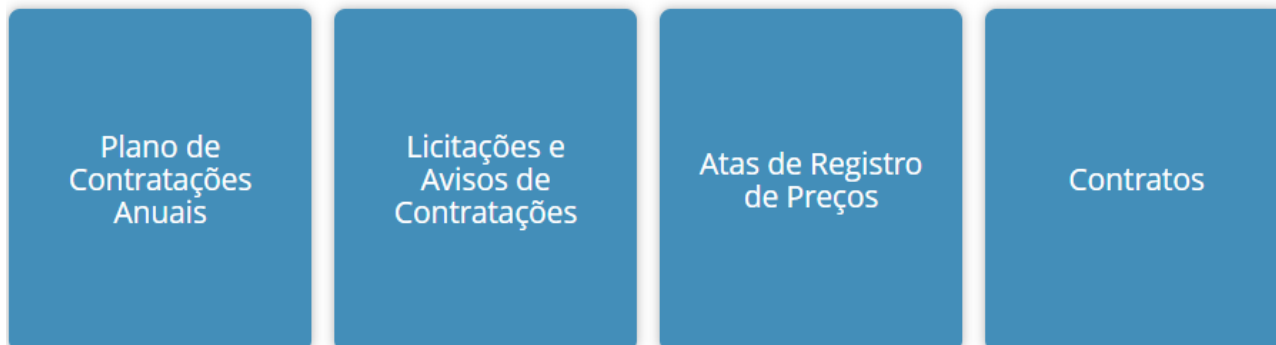 Plano de
Contratações
Anuais
Licitações e
Avisos de
Contratações
Atas de Registro
de Preços
Contratos